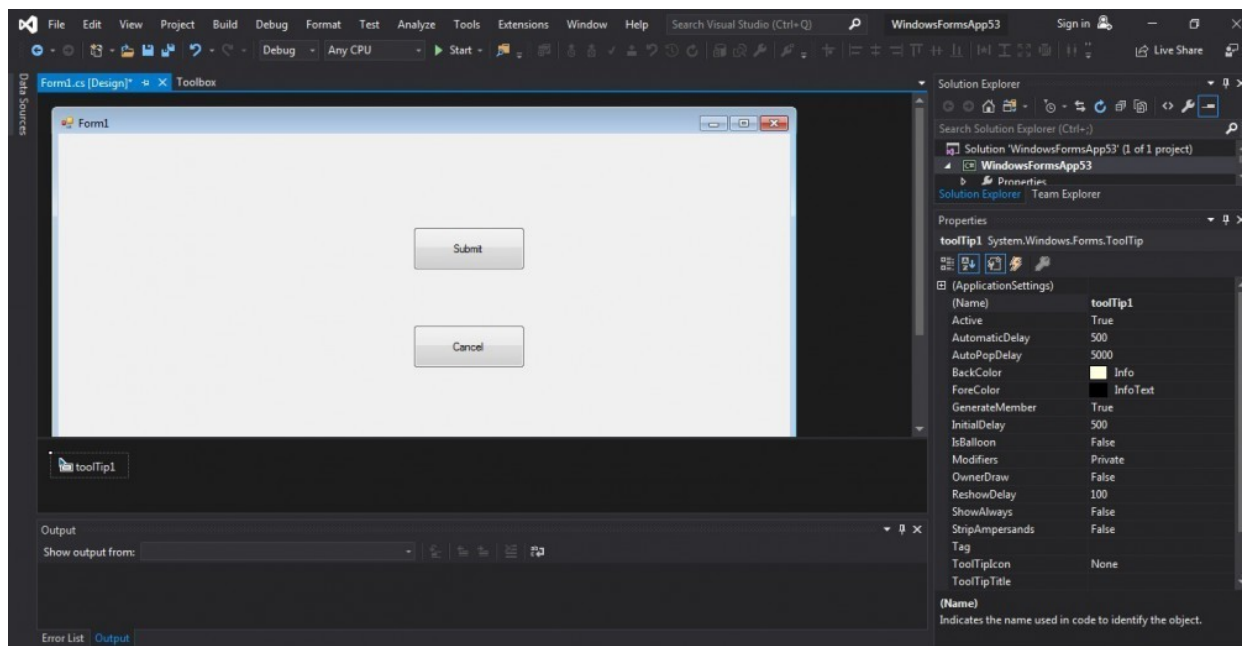 File Edit View Project Build Debug Format Test Analyze Tools Extensions Window Help Search Visual Studio (Ctrl+Q) WindowsFormsApp53 Sign in
Debug Any CPU Start Live Share
Data Sources
Form1.cs [Design]* Toolbox
Form1
Submit
Cancel
toolTip1
Output
Show output from:
Error List Output
Solution Explorer
Search Solution Explorer (Ctrl+;)
Solution 'WindowsFormsApp53' (1 of 1 project)
C# WindowsFormsApp53
Properties
Solution Explorer Team Explorer
Properties
toolTip1 System.Windows.Forms.ToolTip
(ApplicationSettings)
(Name) toolTip1
Active True
AutomaticDelay 500
AutoPopDelay 5000
BackColor Info
ForeColor InfoText
GenerateMember True
InitialDelay 500
IsBalloon False
Modifiers Private
OwnerDraw False
ReshowDelay 100
ShowAlways False
StripAmpersands False
Tag
ToolTipIcon None
ToolTipTitle
(Name)
Indicates the name used in code to identify the object.